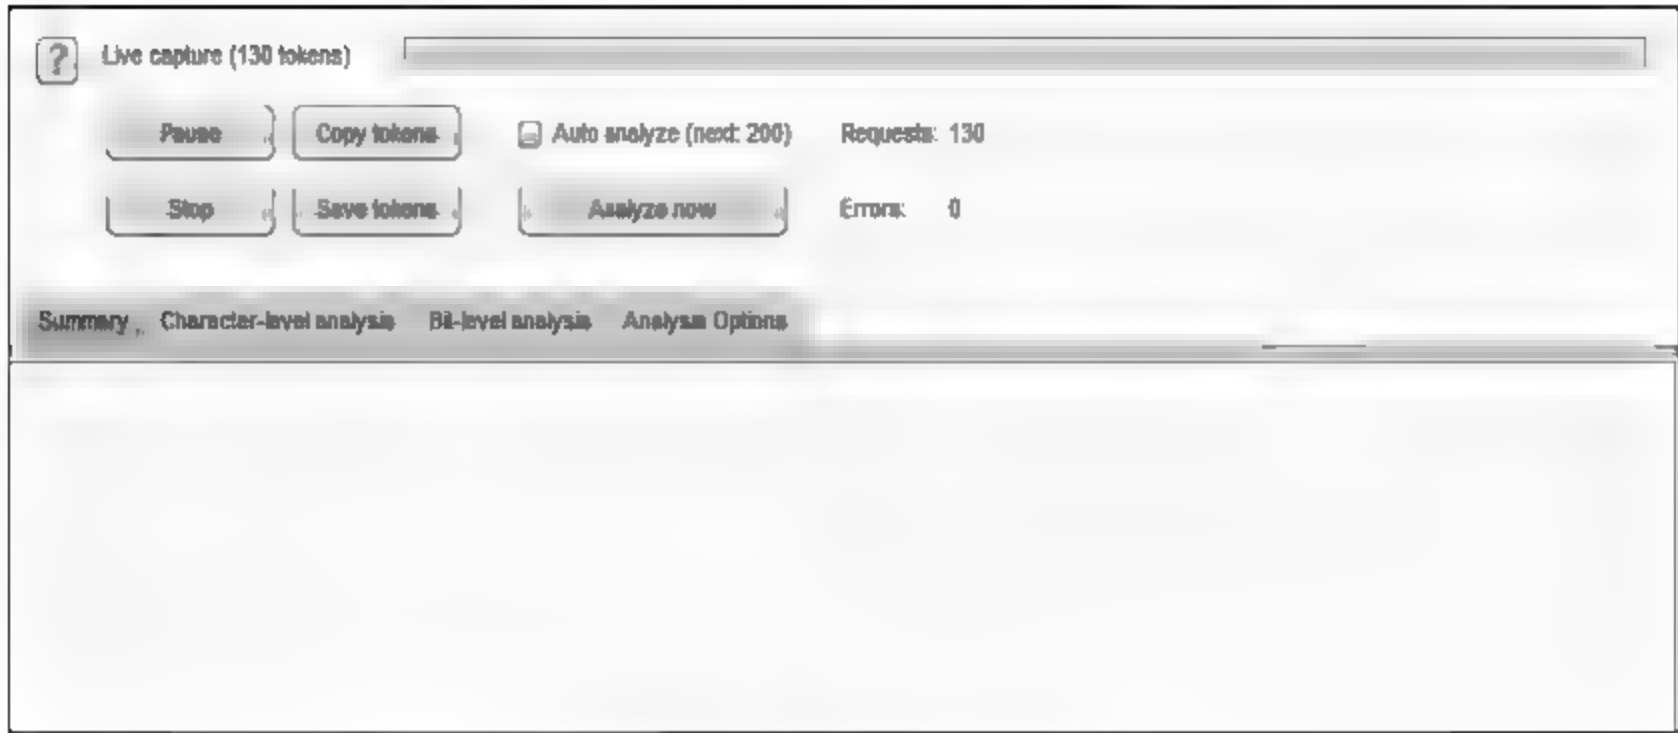 ? Live capture (130 tokens)
Pause Copy tokens Auto analyze (next: 200) Requests: 130
Stop Save tokens Analyze now Errors: 0
Summary Character-level analysis Bit-level analysis Analysis Options